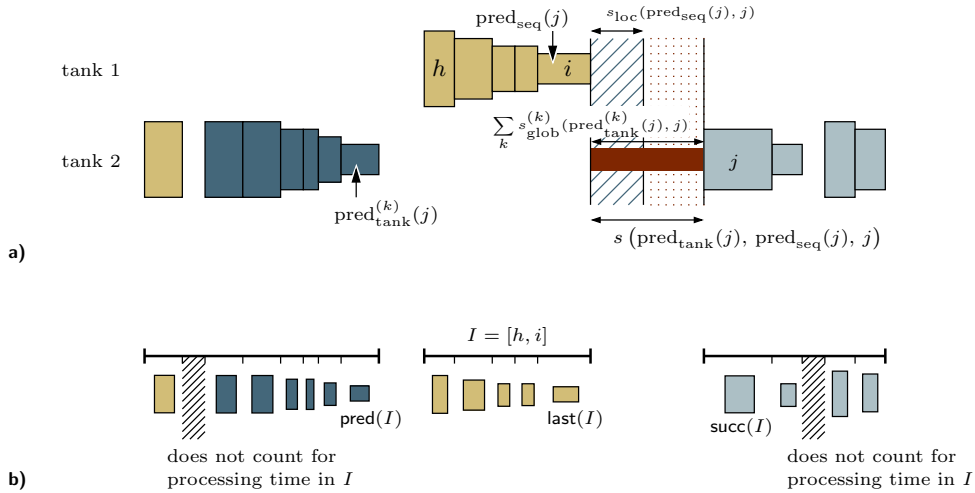 s_loc(pred_seq(j), j)
pred_seq(j)
tank 1
h
i
∑_k s_glob^(k)(pred_tank^(k)(j), j)
tank 2
j
pred_tank^(k)(j)
s (pred_tank(j), pred_seq(j), j)
a)
I = [h, i]
pred(I)
last(I)
succ(I)
does not count for
processing time in I
does not count for
processing time in I
b)